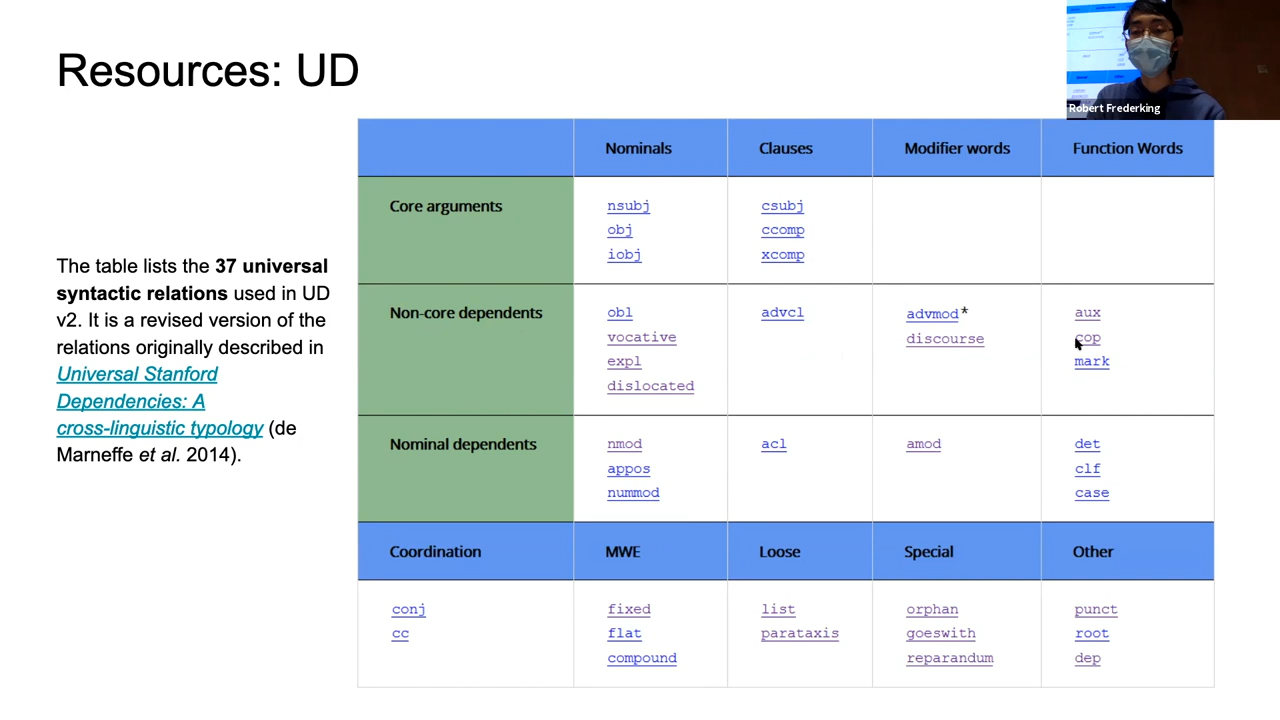 Resources: UD
Robert Frederking
The table lists the 37 universal
syntactic relations used in UD
v2. It is a revised version of the
relations originally described in
Universal Stanford
Dependencies: A
cross-linguistic typology (de
Marneffe et al. 2014).
Nominals Clauses Modifier words Function Words
Core arguments nsubj csubj
obj ccomp
iobj xcomp
Non-core dependents obl advcl advmod* aux
vocative discourse cop
expl mark
dislocated
Nominal dependents nmod acl amod det
appos clf
nummod case
Coordination MWE Loose Special Other
conj fixed list orphan punct
cc flat parataxis goeswith root
compound reparandum dep